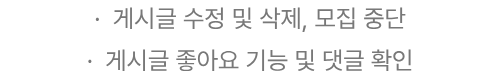 · 게시글 수정 및 삭제, 모집 중단
· 게시글 좋아요 기능 및 댓글 확인